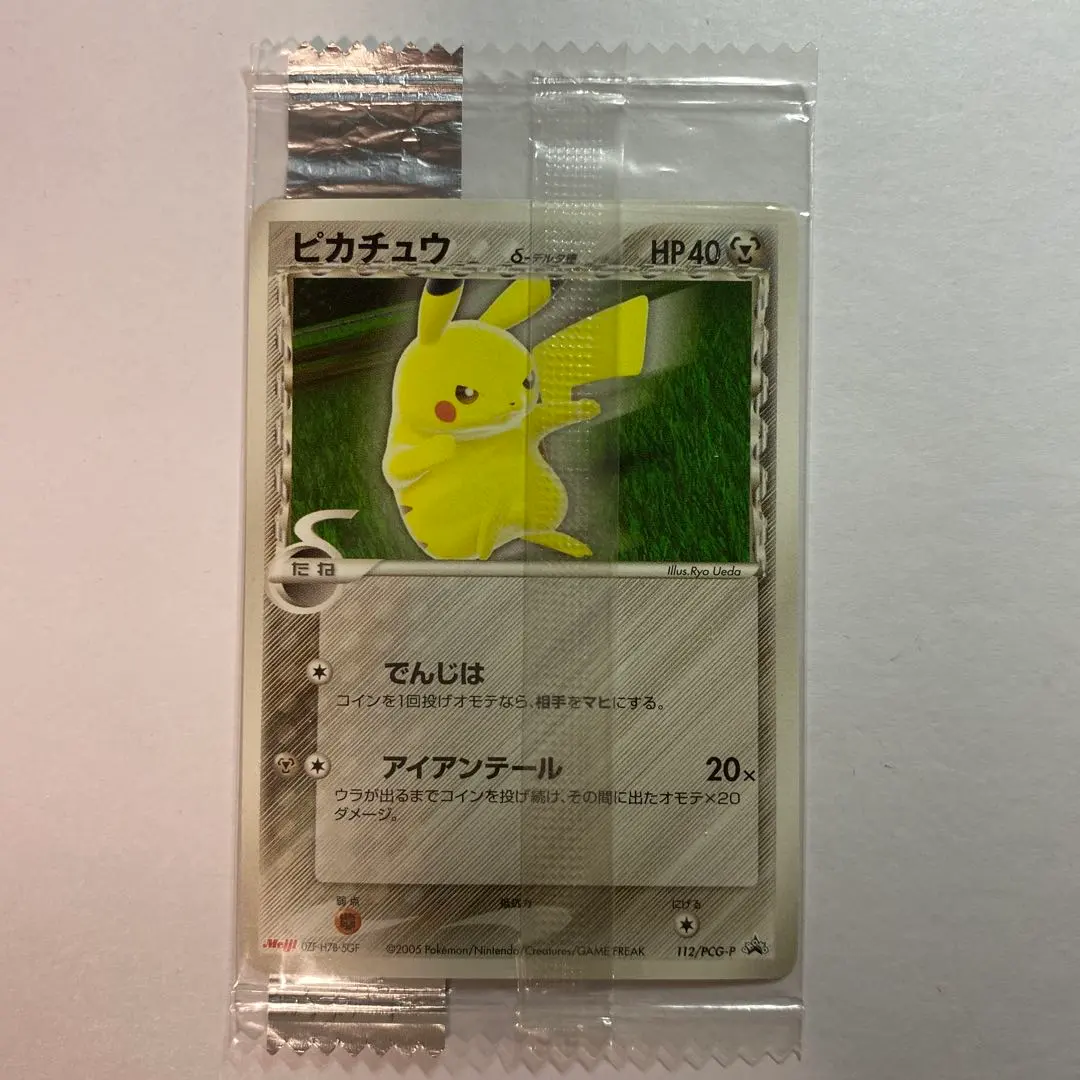 ピカチュウ δ-デルタ種 HP40
たね
Illus.Ryo Ueda
でんじは
コインを1回投げオモテなら、相手をマヒにする。
アイアンテール 20×
ウラが出るまでコインを投げ続け、その間に出たオモテ×20
ダメージ。
弱点 抵抗力 にげる
Meiji 07F-H78-5GF ©2005 Pokémon/Nintendo/Creatures/GAME FREAK 112/PCG-P